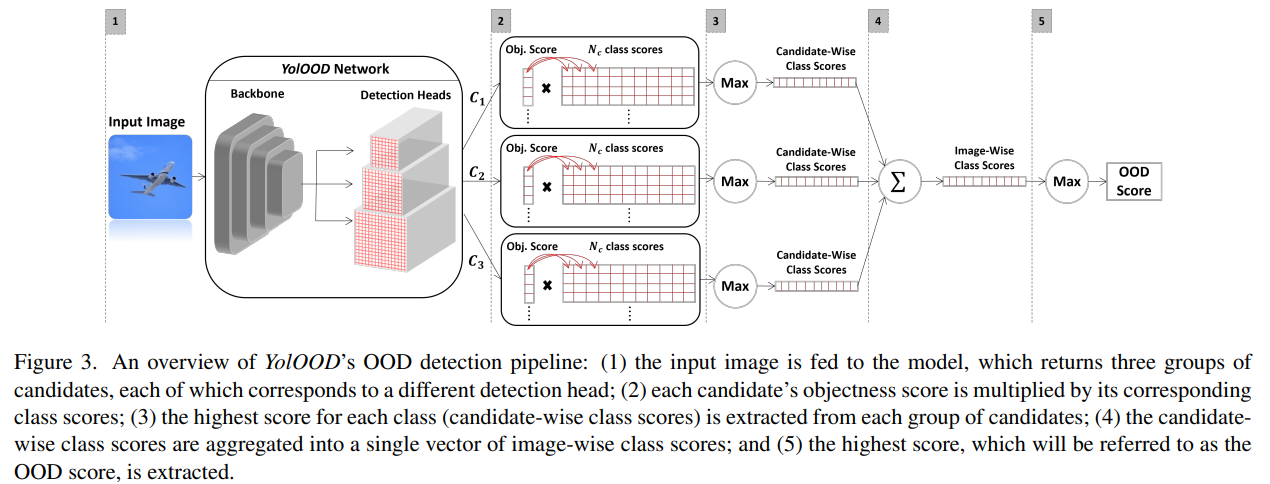 1
2
3
4
5
YolOOD Network
Backbone
Detection Heads
Input Image
C1
C2
C3
Obj. Score
Nc class scores
×
⋮
⋮
Max
Candidate-Wise
Class Scores
Obj. Score
Nc class scores
×
⋮
⋮
Max
Candidate-Wise
Class Scores
Obj. Score
Nc class scores
×
⋮
⋮
Max
Candidate-Wise
Class Scores
Σ
Image-Wise
Class Scores
Max
OOD
Score
Figure 3. An overview of YolOOD's OOD detection pipeline: (1) the input image is fed to the model, which returns three groups of
candidates, each of which corresponds to a different detection head; (2) each candidate's objectness score is multiplied by its corresponding
class scores; (3) the highest score for each class (candidate-wise class scores) is extracted from each group of candidates; (4) the candidate-
wise class scores are aggregated into a single vector of image-wise class scores; and (5) the highest score, which will be referred to as the
OOD score, is extracted.